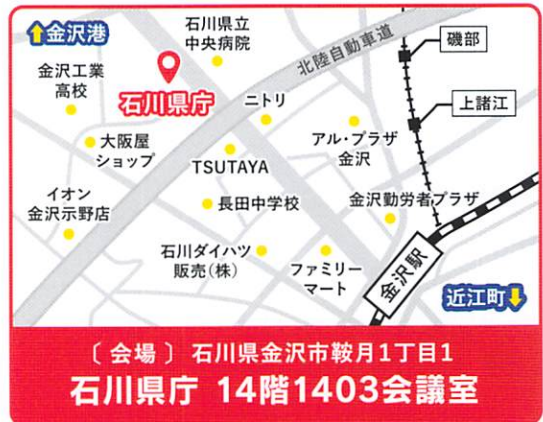 ↑金沢港
石川県立
中央病院
北陸自動車道
磯部
金沢工業
高校
石川県庁
ニトリ
上諸江
大阪屋
ショップ
TSUTAYA
アル・プラザ
金沢
イオン
金沢示野店
長田中学校
金沢勤労者プラザ
石川ダイハツ
販売(株)
ファミリー
マート
金沢駅
近江町↓
〔 会場 〕 石川県金沢市鞍月1丁目1
石川県庁 14階1403会議室